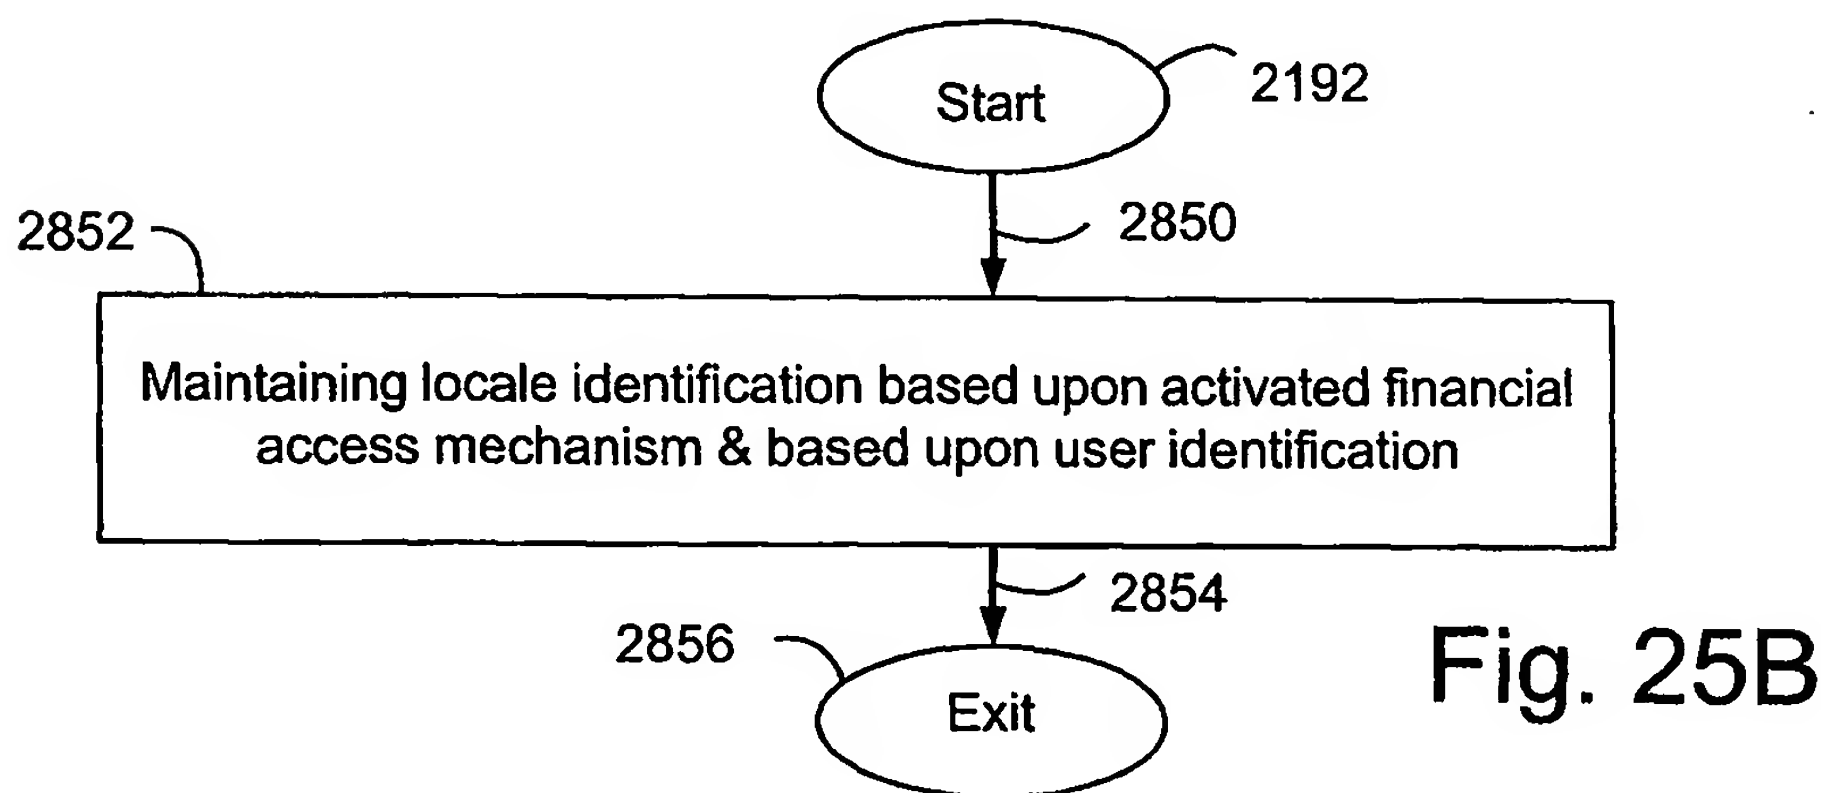 Start
2192
2850
2852
Maintaining locale identification based upon activated financial
access mechanism & based upon user identification
2854
2856
Exit
Fig. 25B